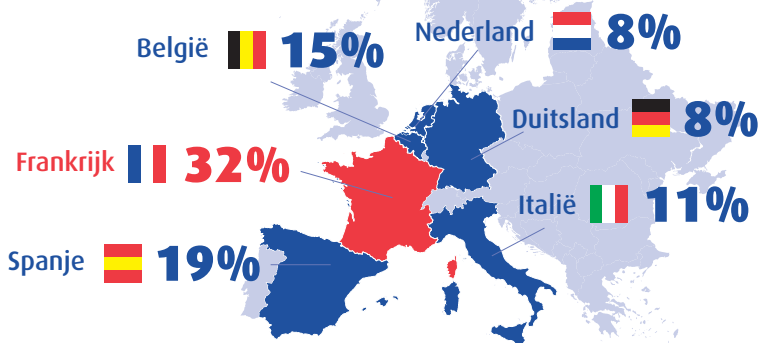 Nederland 8%
België 15%
Duitsland 8%
Frankrijk 32%
Italië 11%
Spanje 19%